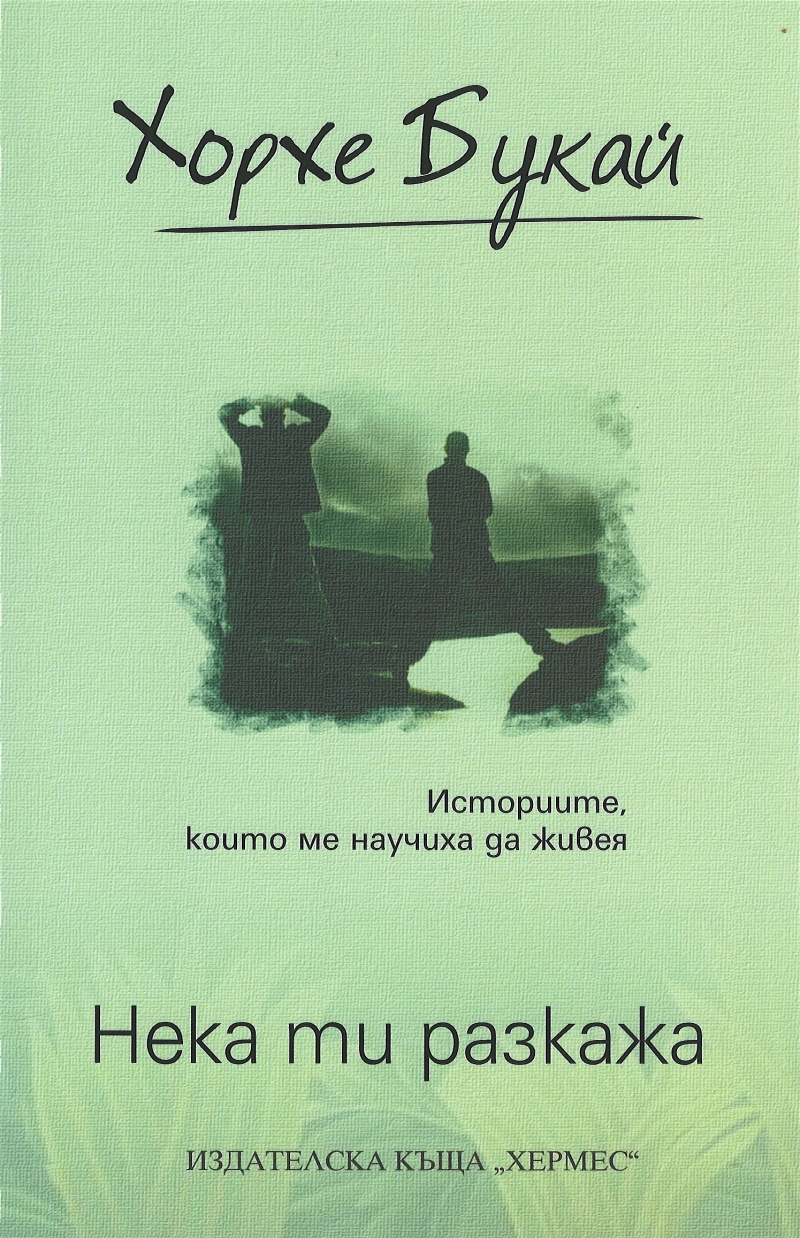 Хорхе Букай
Историите,
които ме научиха да живея
Нека ти разкажа
ИЗДАТЕЛСКА КЪЩА „ХЕРМЕС“